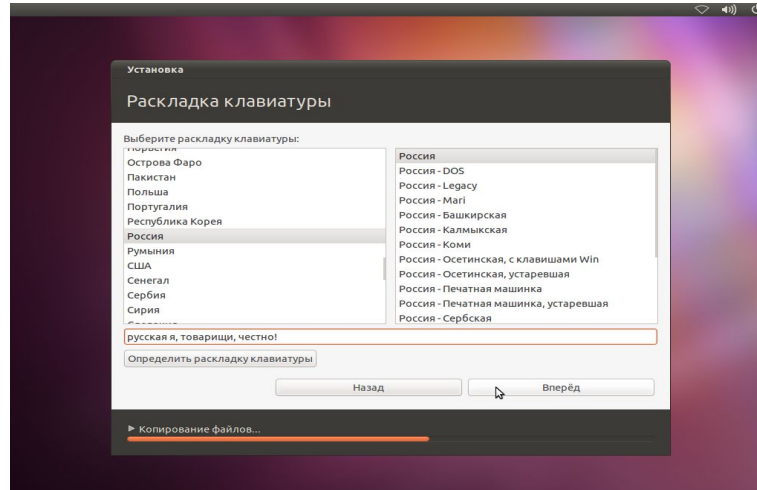 Установка
Раскладка клавиатуры
Выберите раскладку клавиатуры:
Норвегия
Острова Фаро
Пакистан
Польша
Португалия
Республика Корея
Россия
Румыния
США
Сенегал
Сербия
Сирия
Россия
Россия - DOS
Россия - Legacy
Россия - Mari
Россия - Башкирская
Россия - Калмыкская
Россия - Коми
Россия - Осетинская, с клавишами Win
Россия - Осетинская, устаревшая
Россия - Печатная машинка
Россия - Печатная машинка, устаревшая
Россия - Сербская
русская я, товарищи, честно!
Определить раскладку клавиатуры
Назад
Вперёд
Копирование файлов...